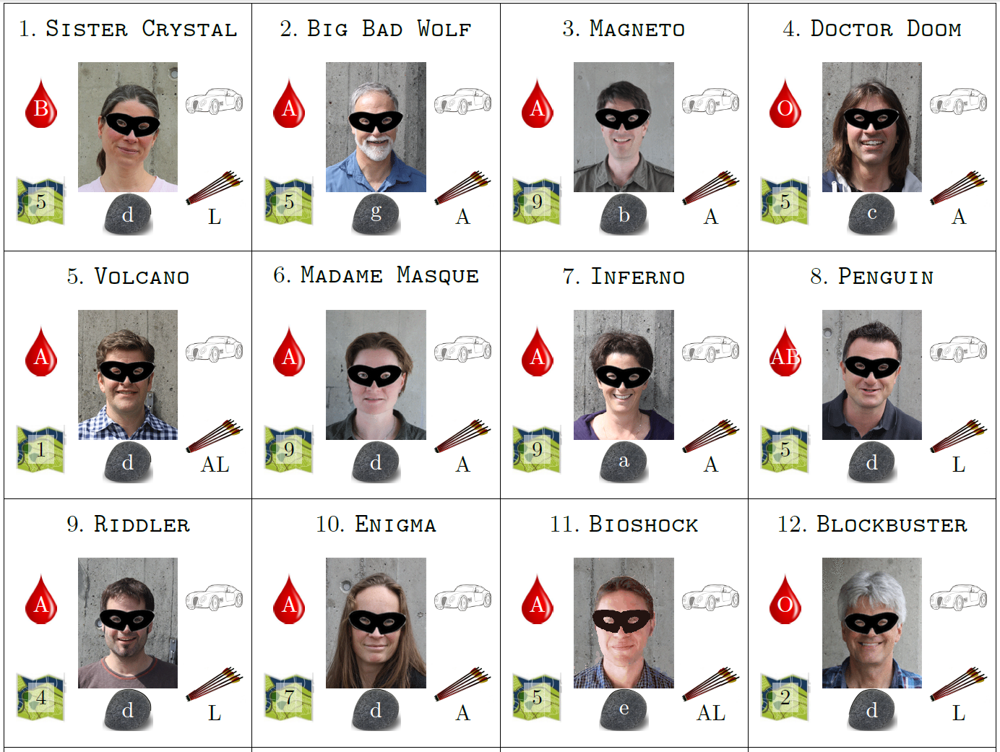 1. SISTER CRYSTAL
B
5
d
L
2. BIG BAD WOLF
A
5
g
A
3. MAGNETO
A
9
b
A
4. DOCTOR DOOM
O
5
c
A
5. VOLCANO
A
1
d
AL
6. MADAME MASQUE
A
9
d
A
7. INFERNO
A
9
a
A
8. PENGUIN
AB
5
d
L
9. RIDDLER
A
4
d
L
10. ENIGMA
A
7
d
A
11. BIOSHOCK
A
5
e
AL
12. BLOCKBUSTER
O
2
d
L